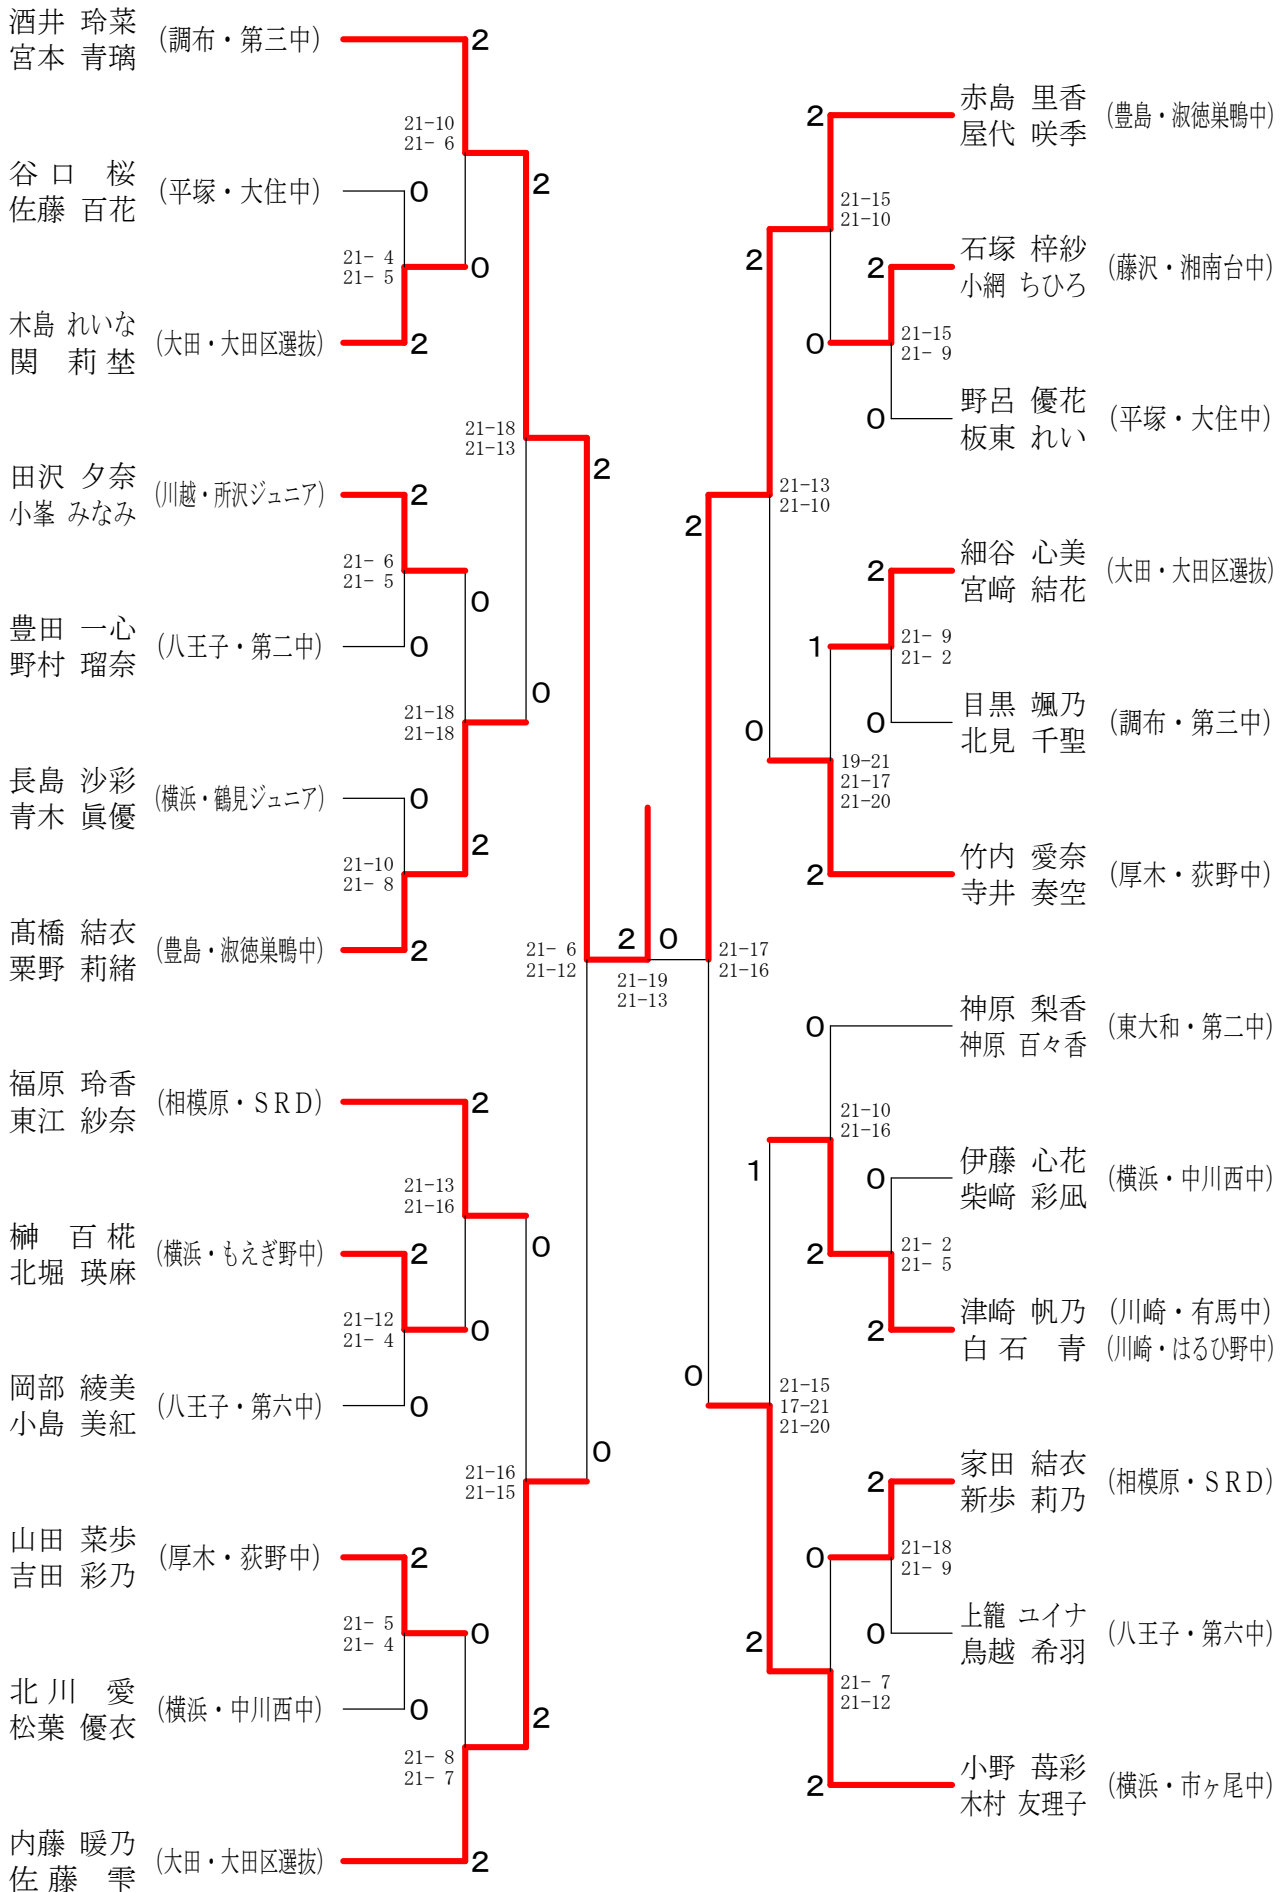 酒井 玲菜
宮本 青璃
(調布・第三中)
2
21-10
21- 6
谷口 桜
佐藤 百花
(平塚・大住中)
0
2
21- 4
21- 5
0
木島 れいな
関 莉埜
(大田・大田区選抜)
2
21-18
21-13
2
田沢 夕奈
小峯 みなみ
(川越・所沢ジュニア)
2
21- 6
21- 5
0
豊田 一心
野村 瑠奈
(八王子・第二中)
0
0
21-18
21-18
長島 沙彩
青木 眞優
(横浜・鶴見ジュニア)
0
2
21-10
21- 8
髙橋 結衣
粟野 莉緒
(豊島・淑徳巣鴨中)
2
21- 6
21-12
2
0
21-19
21-13
福原 玲香
東江 紗奈
(相模原・SRD)
2
21-13
21-16
0
榊 百椛
北堀 瑛麻
(横浜・もえぎ野中)
2
21-12
21- 4
0
岡部 綾美
小島 美紅
(八王子・第六中)
0
0
21-16
21-15
山田 菜歩
吉田 彩乃
(厚木・荻野中)
2
21- 5
21- 4
0
北川 愛
松葉 優衣
(横浜・中川西中)
0
2
21- 8
21- 7
内藤 暖乃
佐藤 雫
(大田・大田区選抜)
2
2
赤島 里香
屋代 咲季
(豊島・淑徳巣鴨中)
21-15
21-10
2
2
石塚 梓紗
小網 ちひろ
(藤沢・湘南台中)
0
21-15
21- 9
0
野呂 優花
板東 れい
(平塚・大住中)
2
21-13
21-10
2
細谷 心美
宮﨑 結花
(大田・大田区選抜)
1
21- 9
21- 2
0
目黒 颯乃
北見 千聖
(調布・第三中)
0
19-21
21-17
21-20
2
竹内 愛奈
寺井 奏空
(厚木・荻野中)
21-17
21-16
0
神原 梨香
神原 百々香
(東大和・第二中)
21-10
21-16
1
0
伊藤 心花
柴﨑 彩凪
(横浜・中川西中)
2
21- 2
21- 5
2
津崎 帆乃
白石 青
(川崎・有馬中)
(川崎・はるひ野中)
0
21-15
17-21
21-20
2
家田 結衣
新歩 莉乃
(相模原・SRD)
0
21-18
21- 9
0
上籠 ユイナ
鳥越 希羽
(八王子・第六中)
2
21- 7
21-12
2
小野 苺彩
木村 友理子
(横浜・市ヶ尾中)